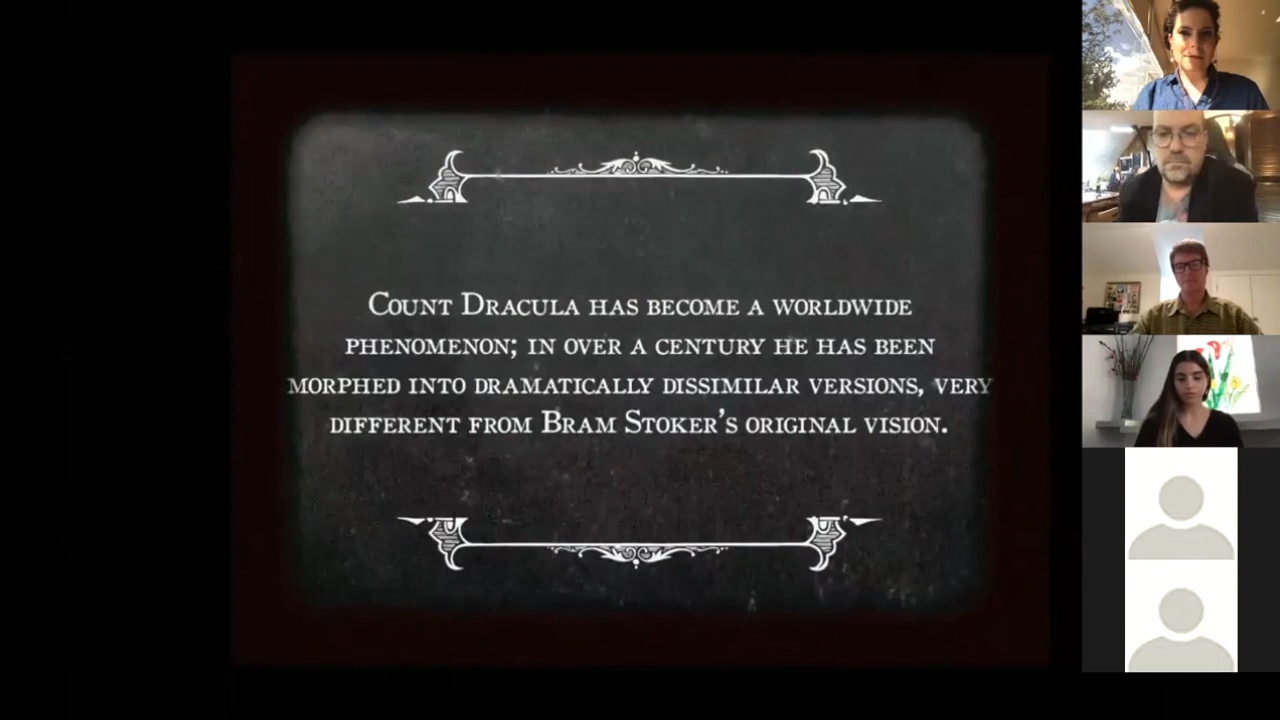 Count Dracula has become a worldwide
phenomenon; in over a century he has been
morphed into dramatically dissimilar versions, very
different from Bram Stoker's original vision.